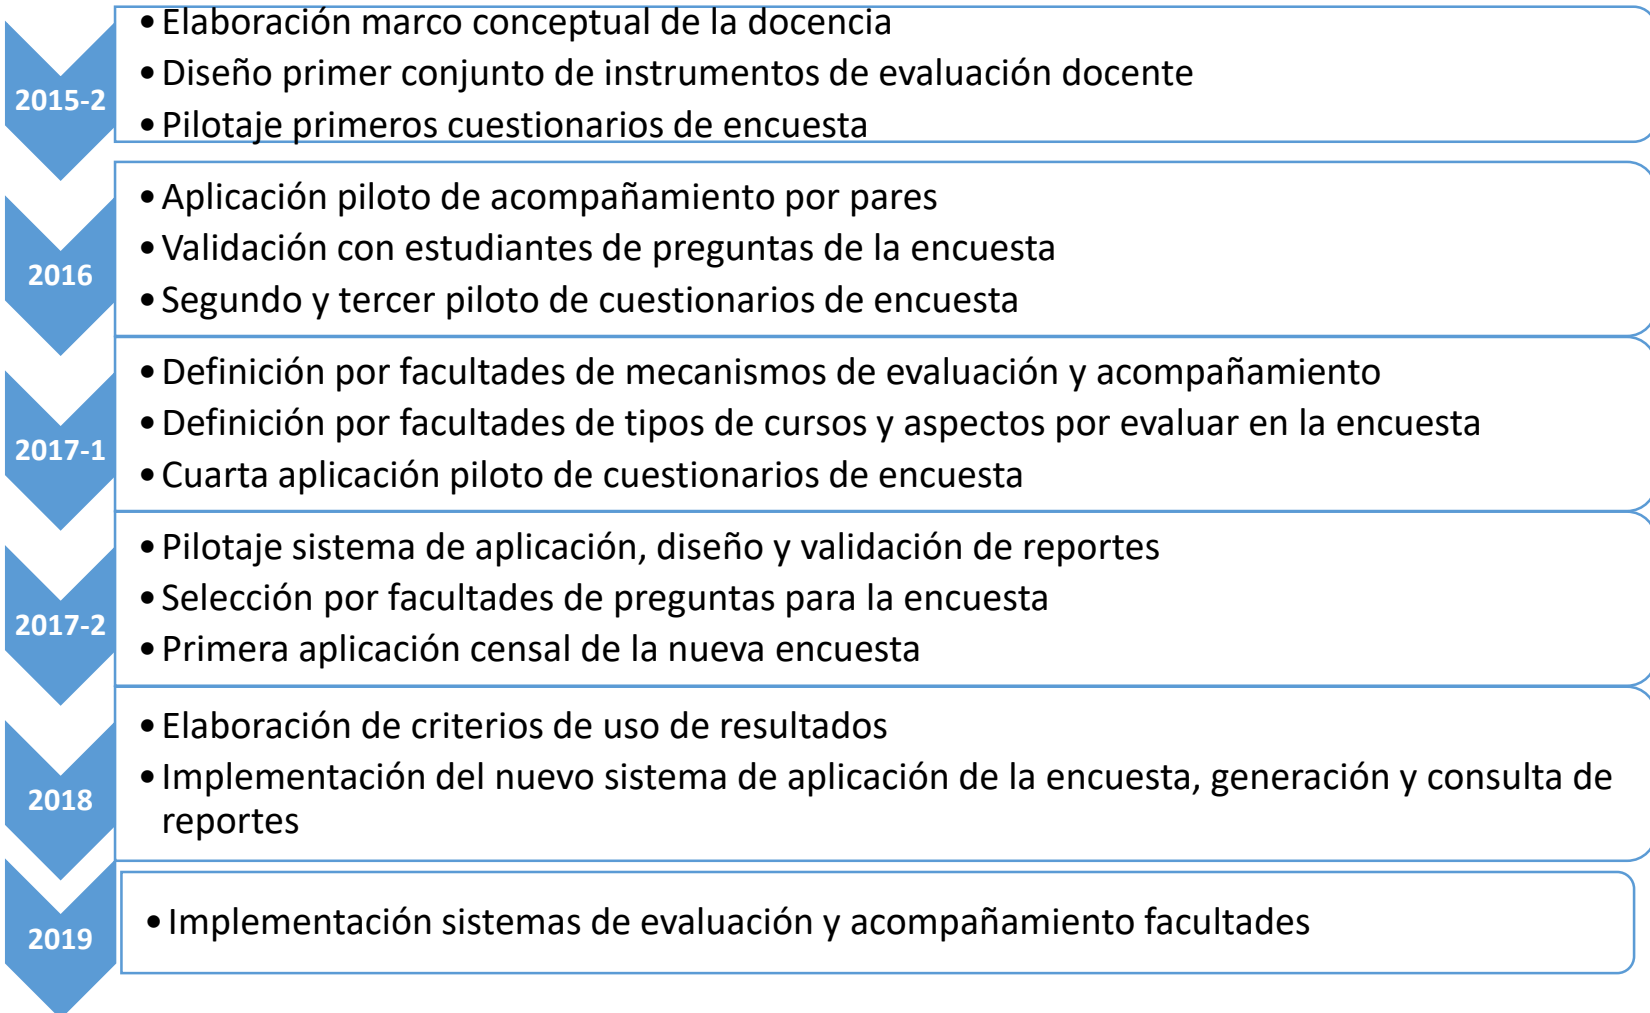 2015-2
•Elaboración marco conceptual de la docencia
•Diseño primer conjunto de instrumentos de evaluación docente
•Pilotaje primeros cuestionarios de encuesta
2016
•Aplicación piloto de acompañamiento por pares
•Validación con estudiantes de preguntas de la encuesta
•Segundo y tercer piloto de cuestionarios de encuesta
2017-1
•Definición por facultades de mecanismos de evaluación y acompañamiento
•Definición por facultades de tipos de cursos y aspectos por evaluar en la encuesta
•Cuarta aplicación piloto de cuestionarios de encuesta
2017-2
•Pilotaje sistema de aplicación, diseño y validación de reportes
•Selección por facultades de preguntas para la encuesta
•Primera aplicación censal de la nueva encuesta
2018
•Elaboración de criterios de uso de resultados
•Implementación del nuevo sistema de aplicación de la encuesta, generación y consulta de
reportes
2019
•Implementación sistemas de evaluación y acompañamiento facultades